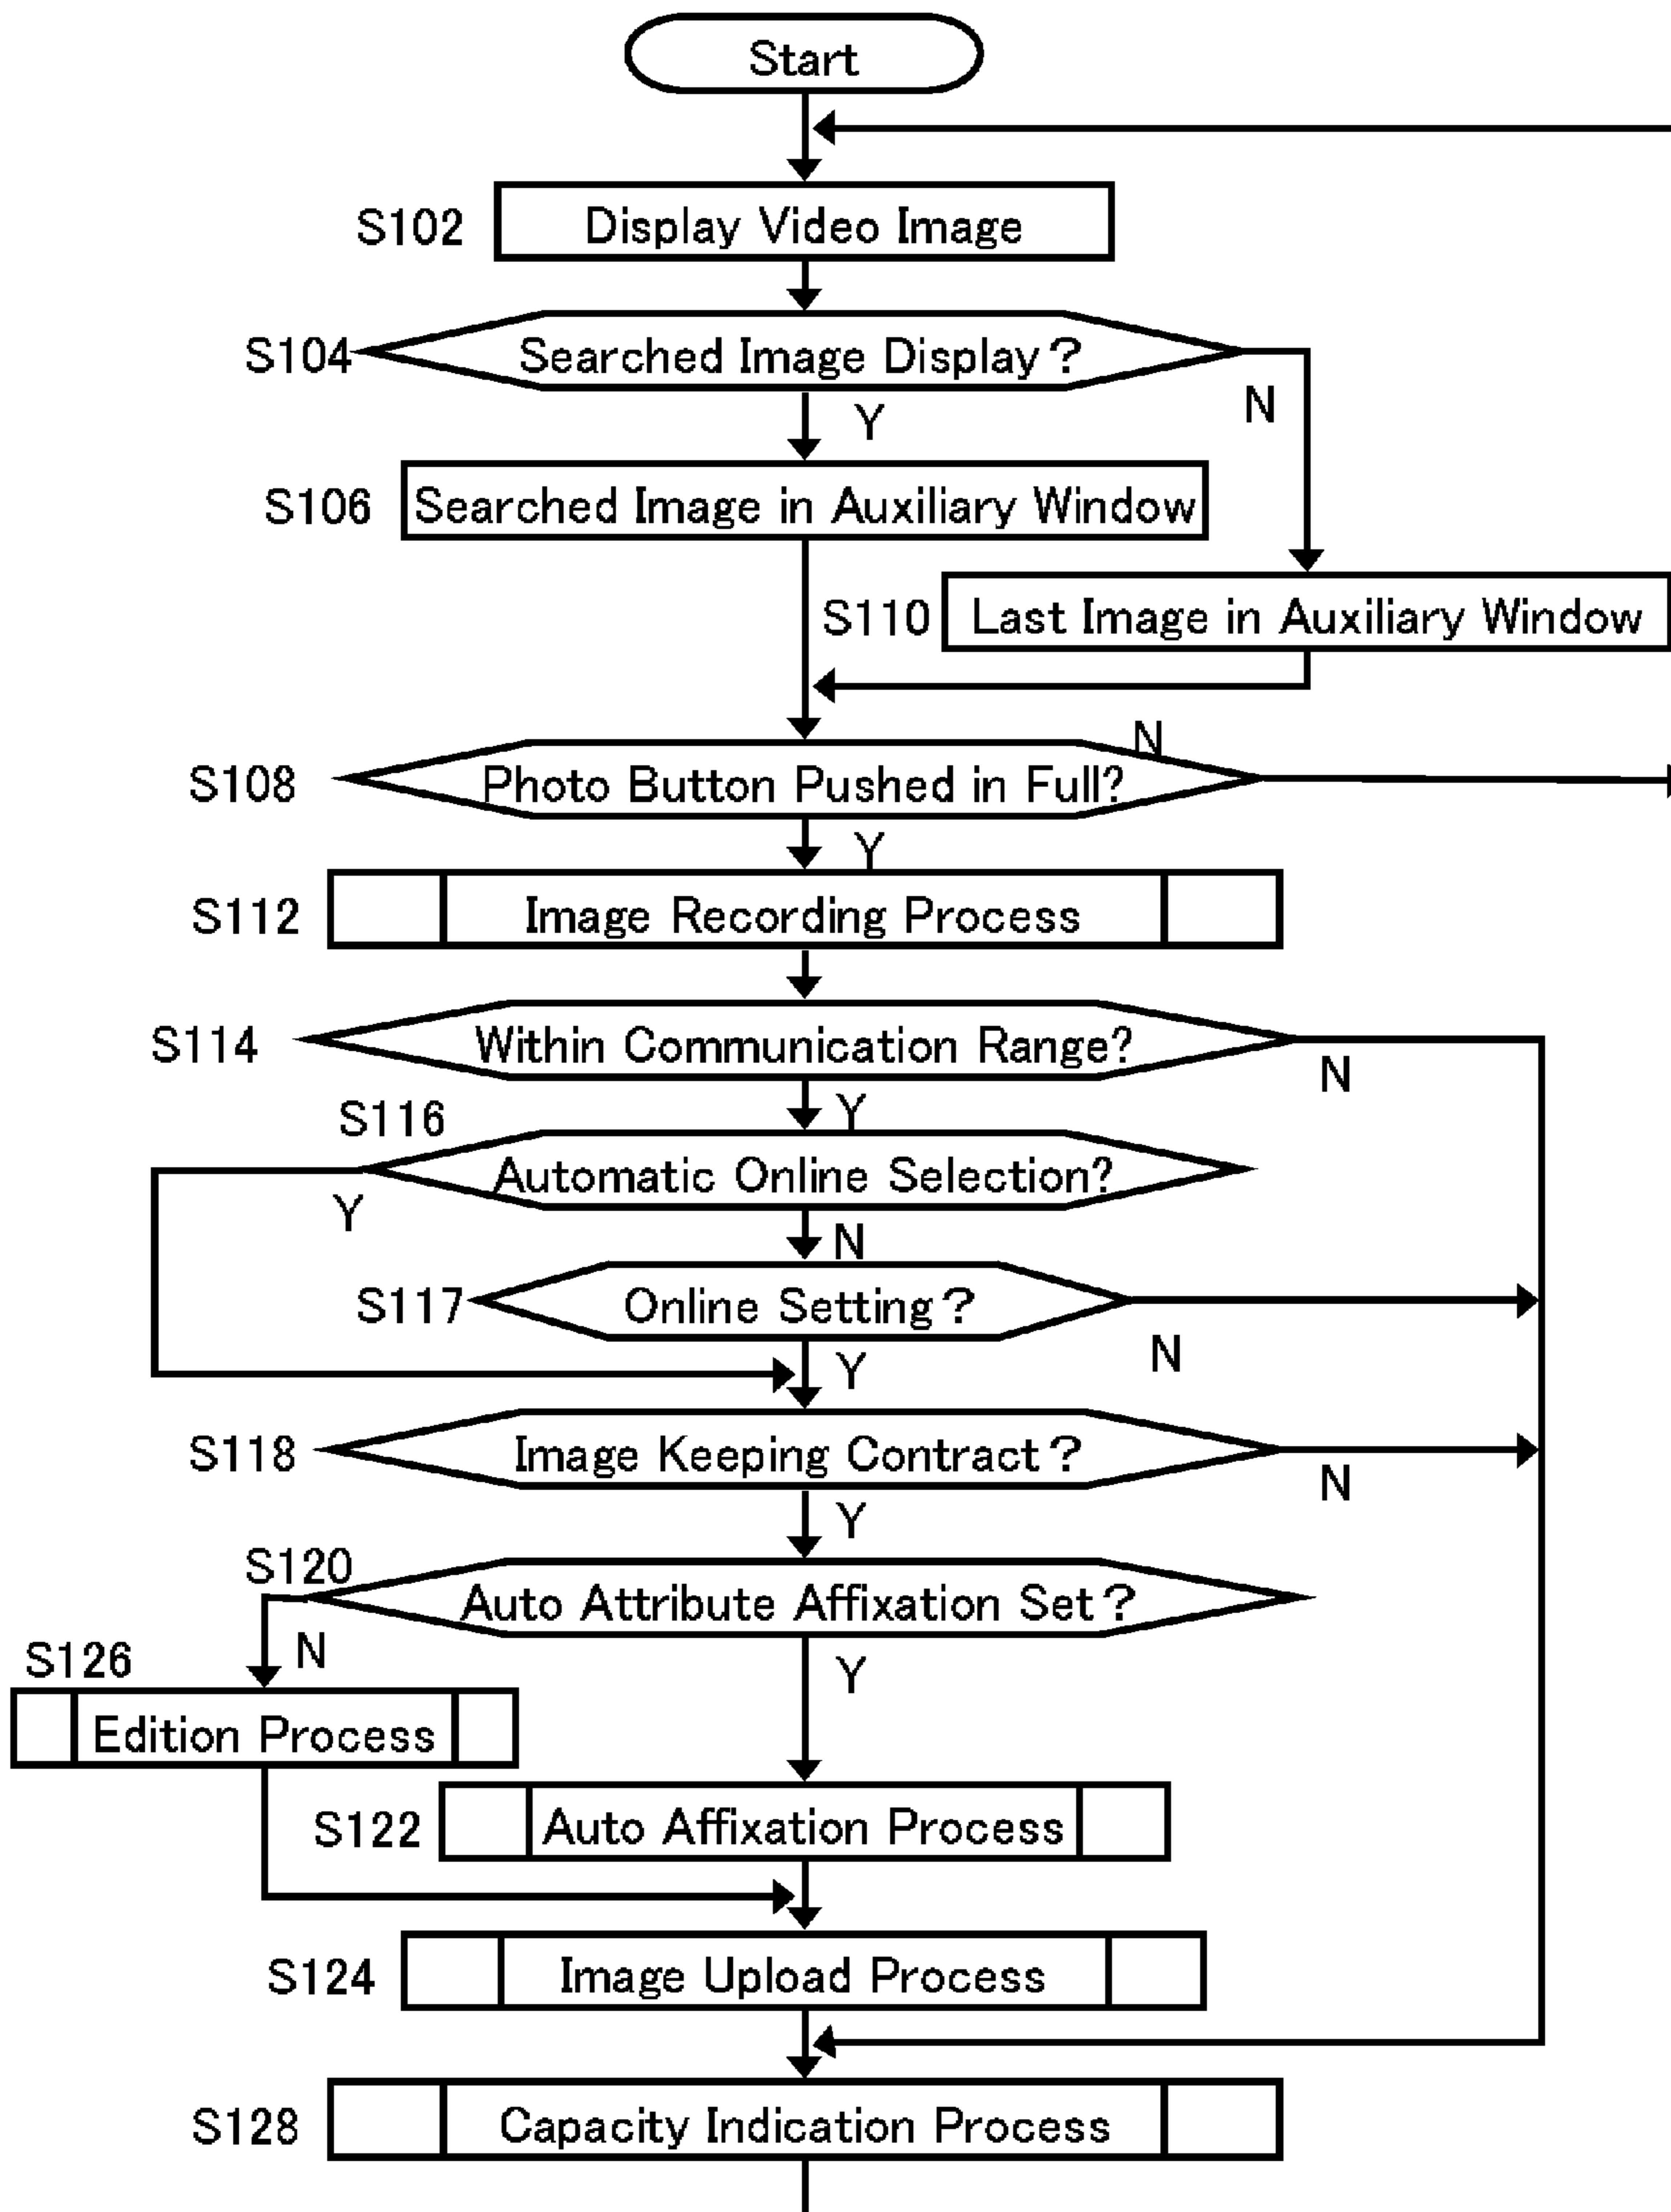 Start
S102 Display Video Image
S104 Searched Image Display?
Y
N
S106 Searched Image in Auxiliary Window
S110 Last Image in Auxiliary Window
N
S108 Photo Button Pushed in Full?
Y
S112 Image Recording Process
S114 Within Communication Range?
N
Y
S116
Automatic Online Selection?
Y
N
S117 Online Setting?
N
Y
S118 Image Keeping Contract?
N
Y
S120
Auto Attribute Affixation Set?
N
Y
S126
Edition Process
S122 Auto Affixation Process
S124 Image Upload Process
S128 Capacity Indication Process